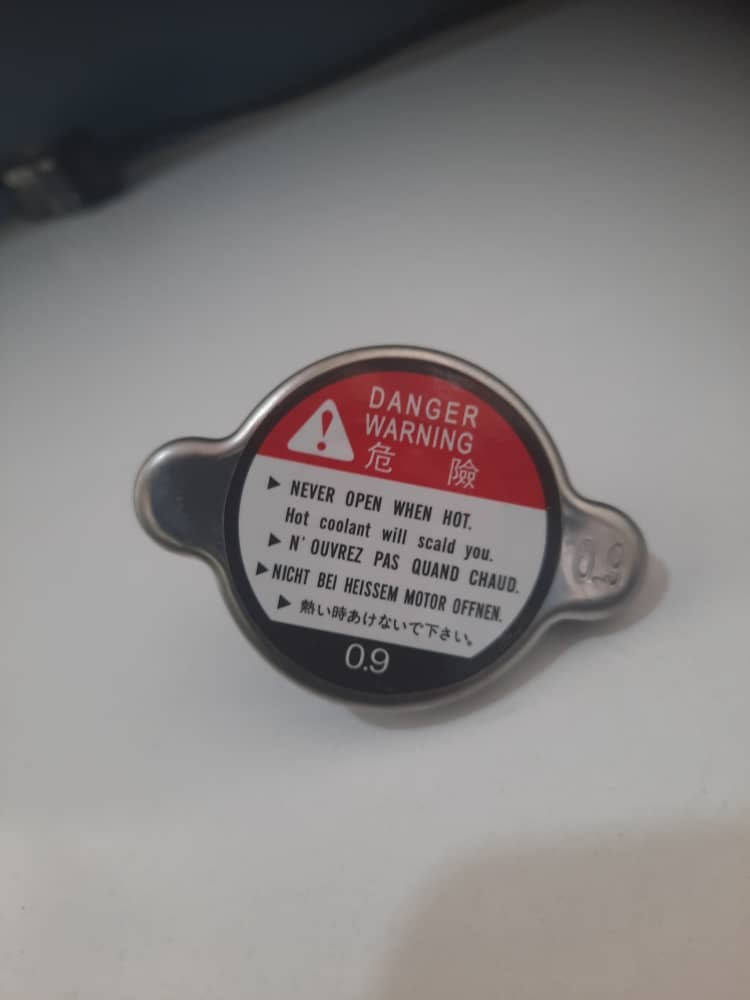 DANGER
WARNING
危 險
▶ NEVER OPEN WHEN HOT.
Hot coolant will scald you.
▶ N' OUVREZ PAS QUAND CHAUD.
▶NICHT BEI HEISSEM MOTOR OFFNEN.
▶ 熱い時あけないで下さい。
0.9
0.9